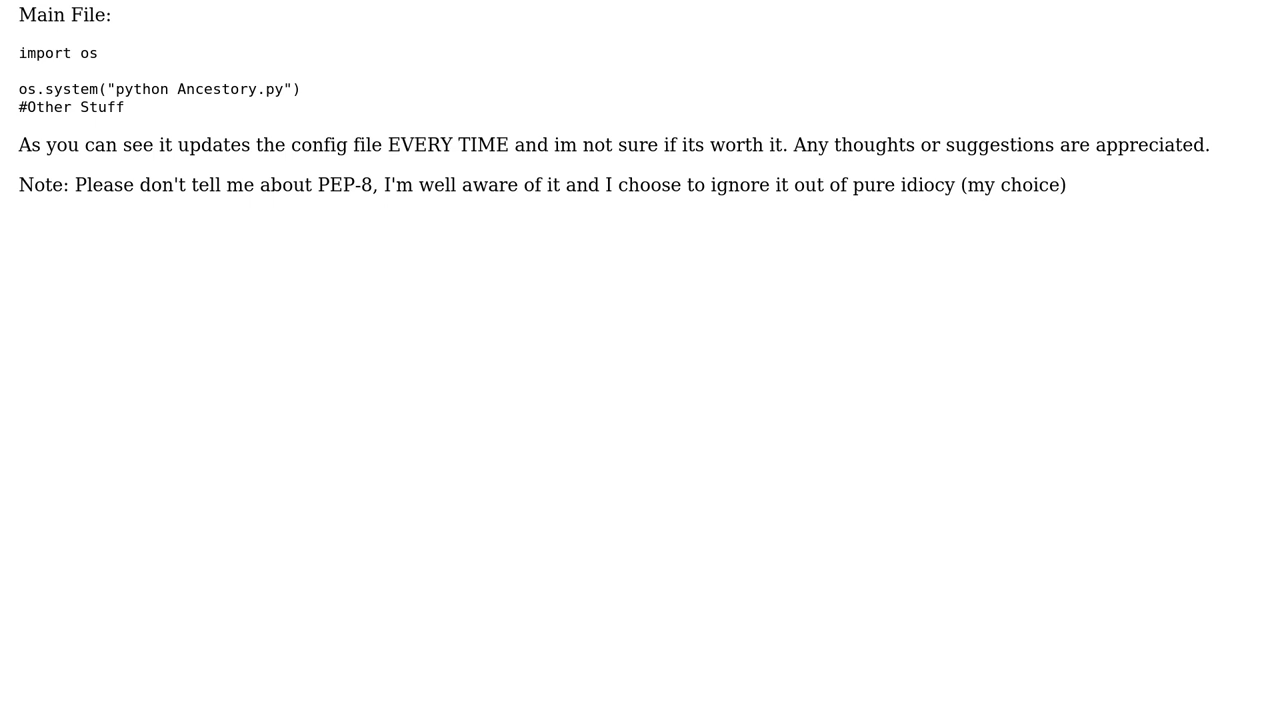 Main File:
import os
os.system("python Ancestory.py")
#Other Stuff
As you can see it updates the config file EVERY TIME and im not sure if its worth it. Any thoughts or suggestions are appreciated.
Note: Please don't tell me about PEP-8, I'm well aware of it and I choose to ignore it out of pure idiocy (my choice)